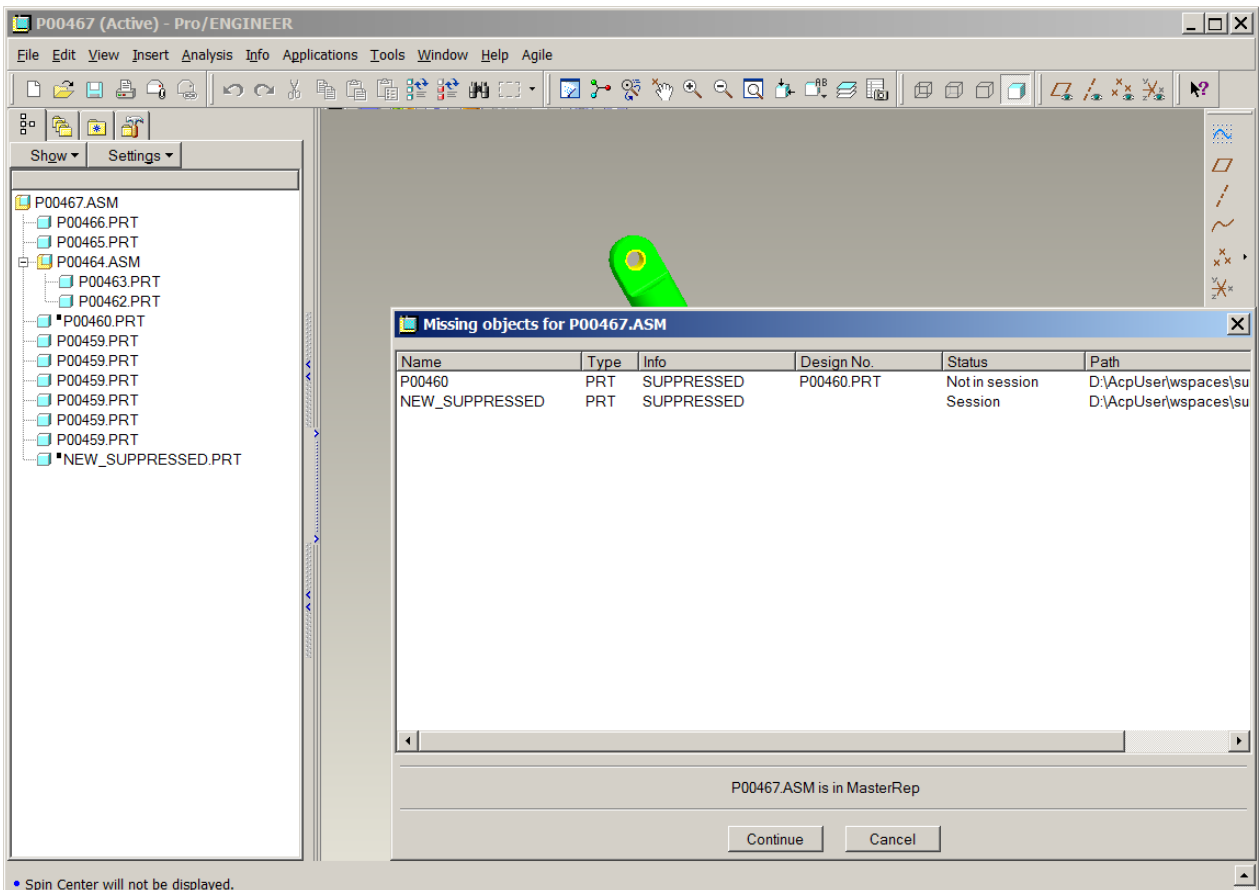 P00467 (Active) - Pro/ENGINEER
File Edit View Insert Analysis Info Applications Tools Window Help Agile
Show Settings
P00467.ASM
P00466.PRT
P00465.PRT
P00464.ASM
P00463.PRT
P00462.PRT
P00460.PRT
P00459.PRT
P00459.PRT
P00459.PRT
P00459.PRT
P00459.PRT
P00459.PRT
NEW_SUPPRESSED.PRT
Missing objects for P00467.ASM
Name Type Info Design No. Status Path
P00460 PRT SUPPRESSED P00460.PRT Not in session D:\AcpUser\wspaces\su
NEW_SUPPRESSED PRT SUPPRESSED Session D:\AcpUser\wspaces\su
P00467.ASM is in MasterRep
Continue Cancel
Spin Center will not be displayed.